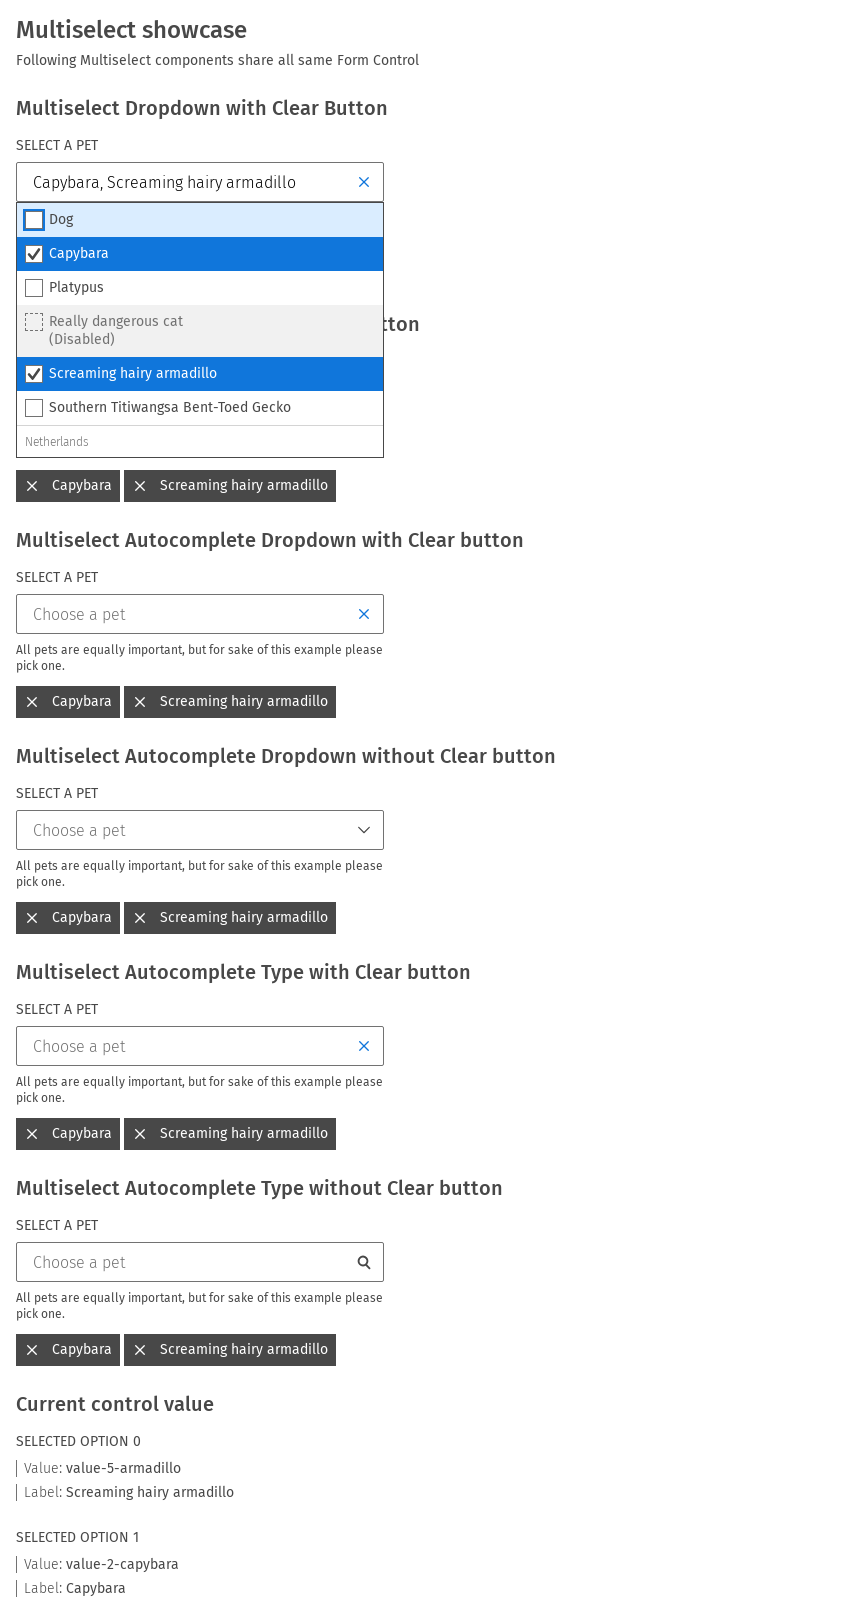 Multiselect showcase
Following Multiselect components share all same Form Control
Multiselect Dropdown with Clear Button
SELECT A PET
Capybara, Screaming hairy armadillo
Dog
Capybara
Platypus
Really dangerous cat
(Disabled)
Screaming hairy armadillo
Southern Titiwangsa Bent-Toed Gecko
Netherlands
Capybara Screaming hairy armadillo
Multiselect Autocomplete Dropdown with Clear button
SELECT A PET
Choose a pet
All pets are equally important, but for sake of this example please
pick one.
Capybara Screaming hairy armadillo
Multiselect Autocomplete Dropdown without Clear button
SELECT A PET
Choose a pet
All pets are equally important, but for sake of this example please
pick one.
Capybara Screaming hairy armadillo
Multiselect Autocomplete Type with Clear button
SELECT A PET
Choose a pet
All pets are equally important, but for sake of this example please
pick one.
Capybara Screaming hairy armadillo
Multiselect Autocomplete Type without Clear button
SELECT A PET
Choose a pet
All pets are equally important, but for sake of this example please
pick one.
Capybara Screaming hairy armadillo
Current control value
SELECTED OPTION 0
Value: value-5-armadillo
Label: Screaming hairy armadillo
SELECTED OPTION 1
Value: value-2-capybara
Label: Capybara